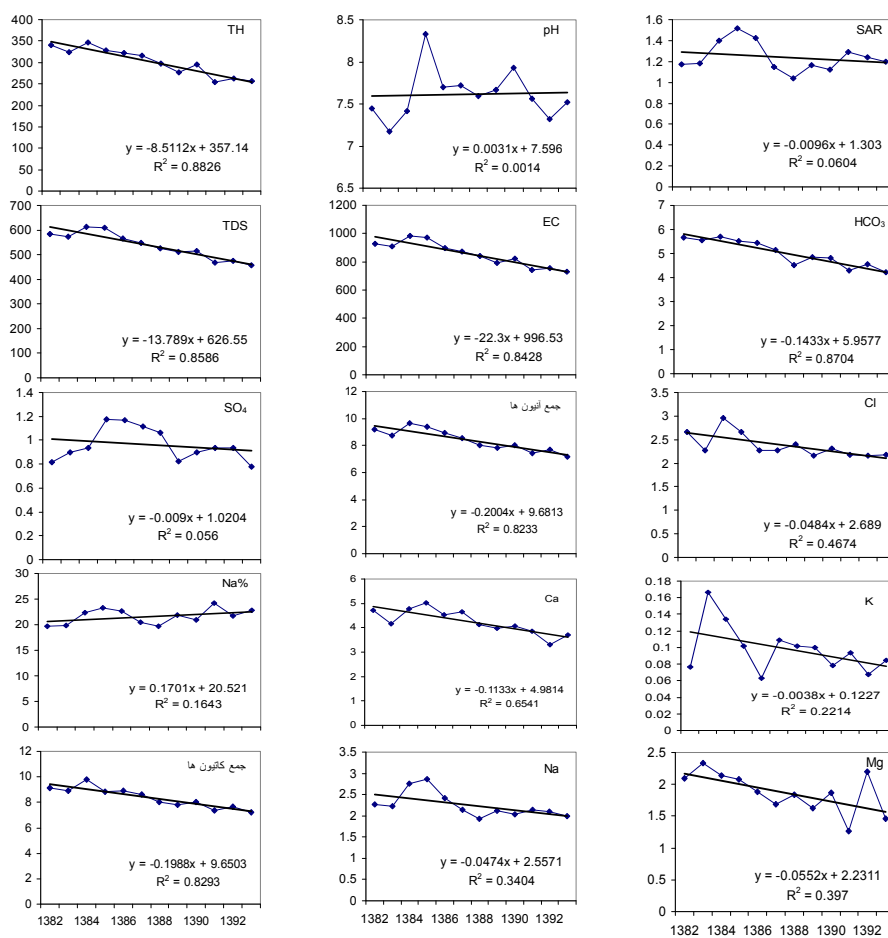 TH
400
350
300
250
200
150
100
50
0
y = -8.5112x + 357.14
R² = 0.8826
pH
8.5
8
7.5
7
6.5
y = 0.0031x + 7.596
R² = 0.0014
SAR
1.6
1.4
1.2
1
0.8
0.6
0.4
0.2
0
y = -0.0096x + 1.303
R² = 0.0604
TDS
700
600
500
400
300
200
100
0
y = -13.789x + 626.55
R² = 0.8586
EC
1200
1000
800
600
400
200
0
y = -22.3x + 996.53
R² = 0.8428
HCO₃
7
6
5
4
3
2
1
0
y = -0.1433x + 5.9577
R² = 0.8704
SO₄
1.4
1.2
1
0.8
0.6
0.4
0.2
0
y = -0.009x + 1.0204
R² = 0.056
جمع آنیون ها
12
10
8
6
4
2
0
y = -0.2004x + 9.6813
R² = 0.8233
Cl
3.5
3
2.5
2
1.5
1
0.5
0
y = -0.0484x + 2.689
R² = 0.4674
Na%
30
25
20
15
10
5
0
y = 0.1701x + 20.521
R² = 0.1643
Ca
6
5
4
3
2
1
0
y = -0.1133x + 4.9814
R² = 0.6541
K
0.18
0.16
0.14
0.12
0.1
0.08
0.06
0.04
0.02
0
y = -0.0038x + 0.1227
R² = 0.2214
جمع کاتیون ها
12
10
8
6
4
2
0
y = -0.1988x + 9.6503
R² = 0.8293
1382 1384 1386 1388 1390 1392
Na
3.5
3
2.5
2
1.5
1
0.5
0
y = -0.0474x + 2.5571
R² = 0.3404
1382 1384 1386 1388 1390 1392
Mg
2.5
2
1.5
1
0.5
0
y = -0.0552x + 2.2311
R² = 0.397
1382 1384 1386 1388 1390 1392